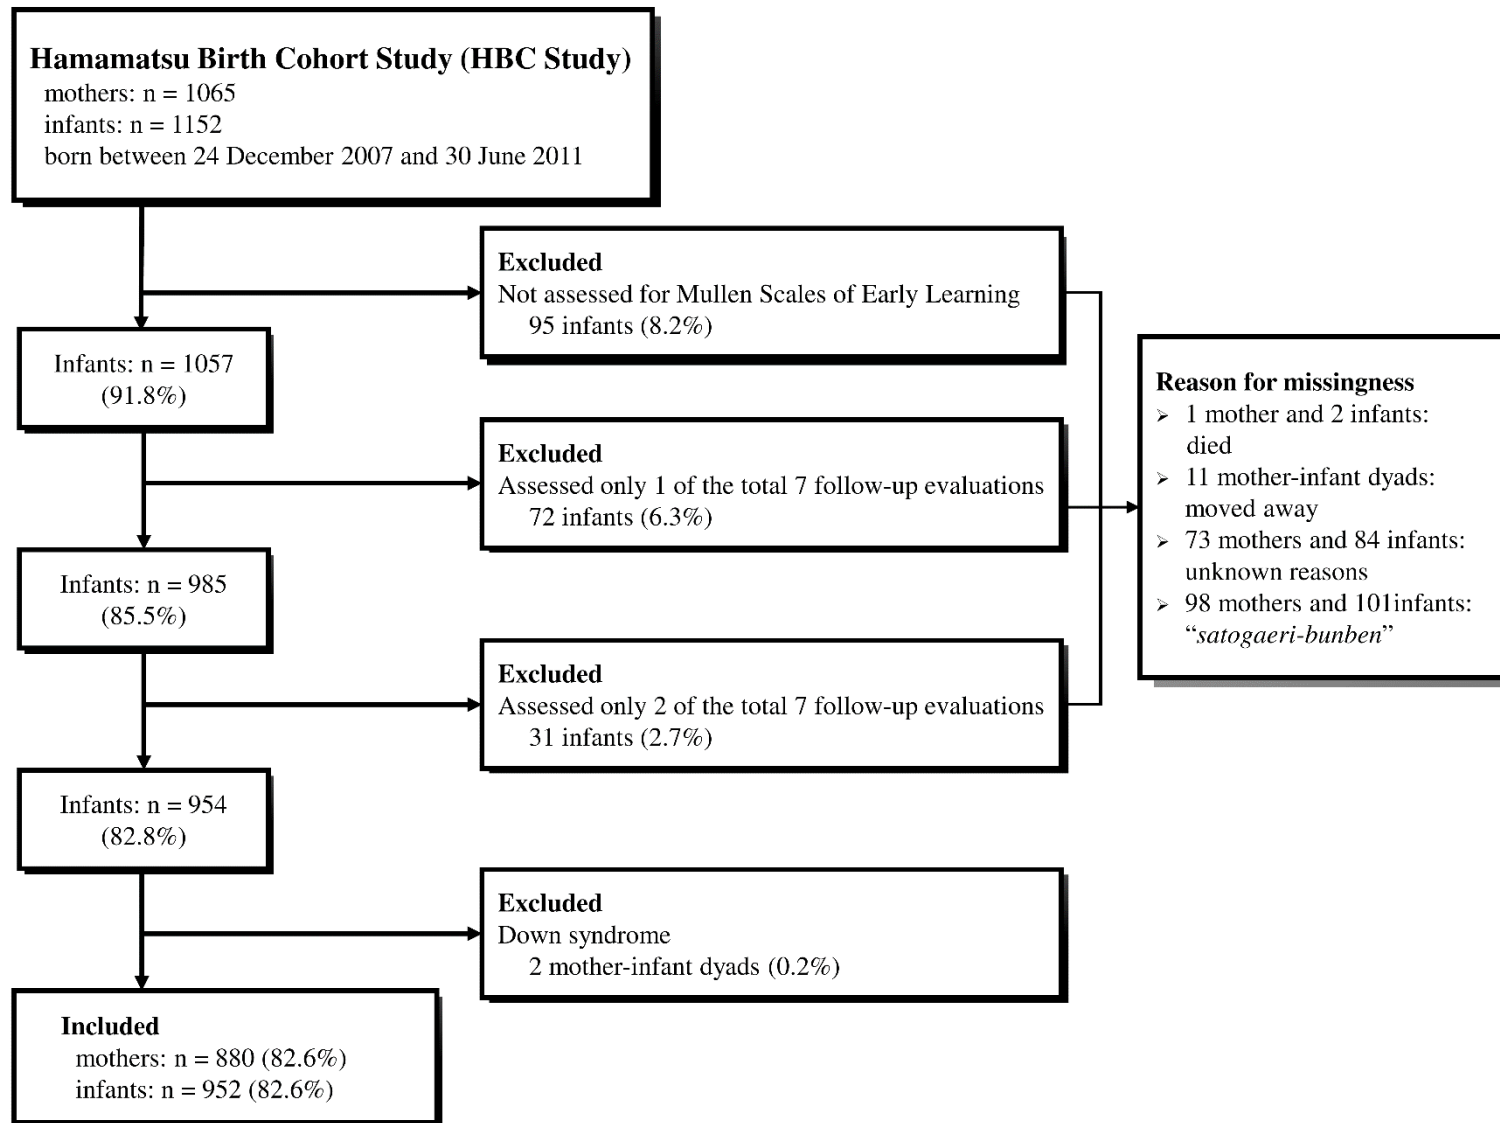 Hamamatsu Birth Cohort Study (HBC Study)
mothers: n = 1065
infants: n = 1152
born between 24 December 2007 and 30 June 2011
Excluded
Not assessed for Mullen Scales of Early Learning
95 infants (8.2%)
Infants: n = 1057
(91.8%)
Excluded
Assessed only 1 of the total 7 follow-up evaluations
72 infants (6.3%)
Reason for missingness
➢ 1 mother and 2 infants:
died
➢ 11 mother-infant dyads:
moved away
➢ 73 mothers and 84 infants:
unknown reasons
➢ 98 mothers and 101infants:
“satogaeri-bunben”
Infants: n = 985
(85.5%)
Excluded
Assessed only 2 of the total 7 follow-up evaluations
31 infants (2.7%)
Infants: n = 954
(82.8%)
Excluded
Down syndrome
2 mother-infant dyads (0.2%)
Included
mothers: n = 880 (82.6%)
infants: n = 952 (82.6%)